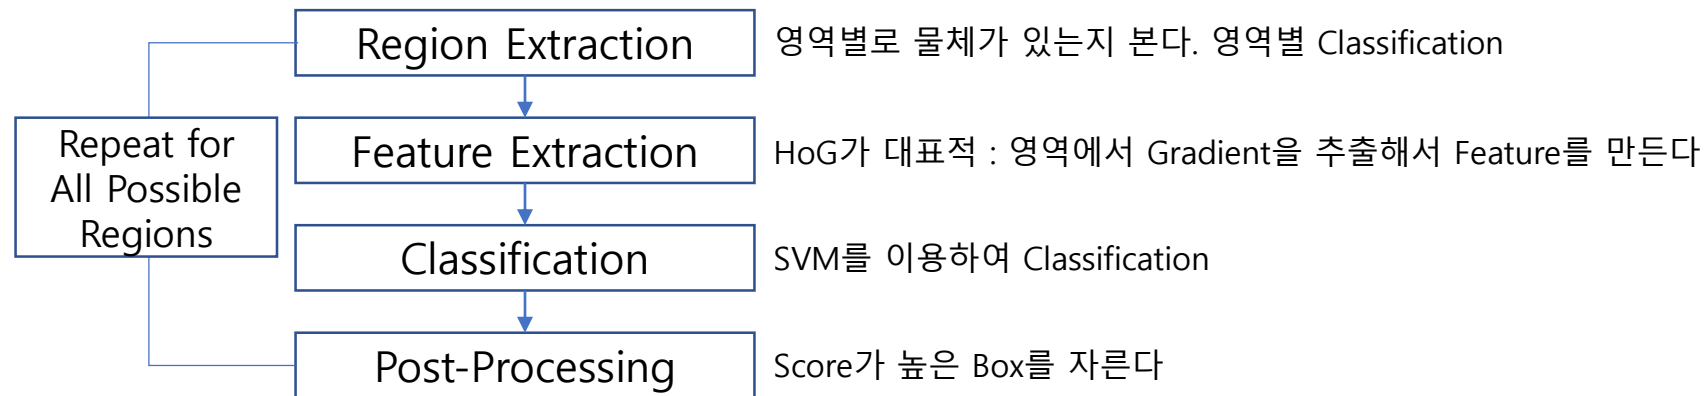 Region Extraction
영역별로 물체가 있는지 본다. 영역별 Classification
Repeat for
All Possible
Regions
Feature Extraction
HoG가 대표적 : 영역에서 Gradient을 추출해서 Feature를 만든다
Classification
SVM를 이용하여 Classification
Post-Processing
Score가 높은 Box를 자른다